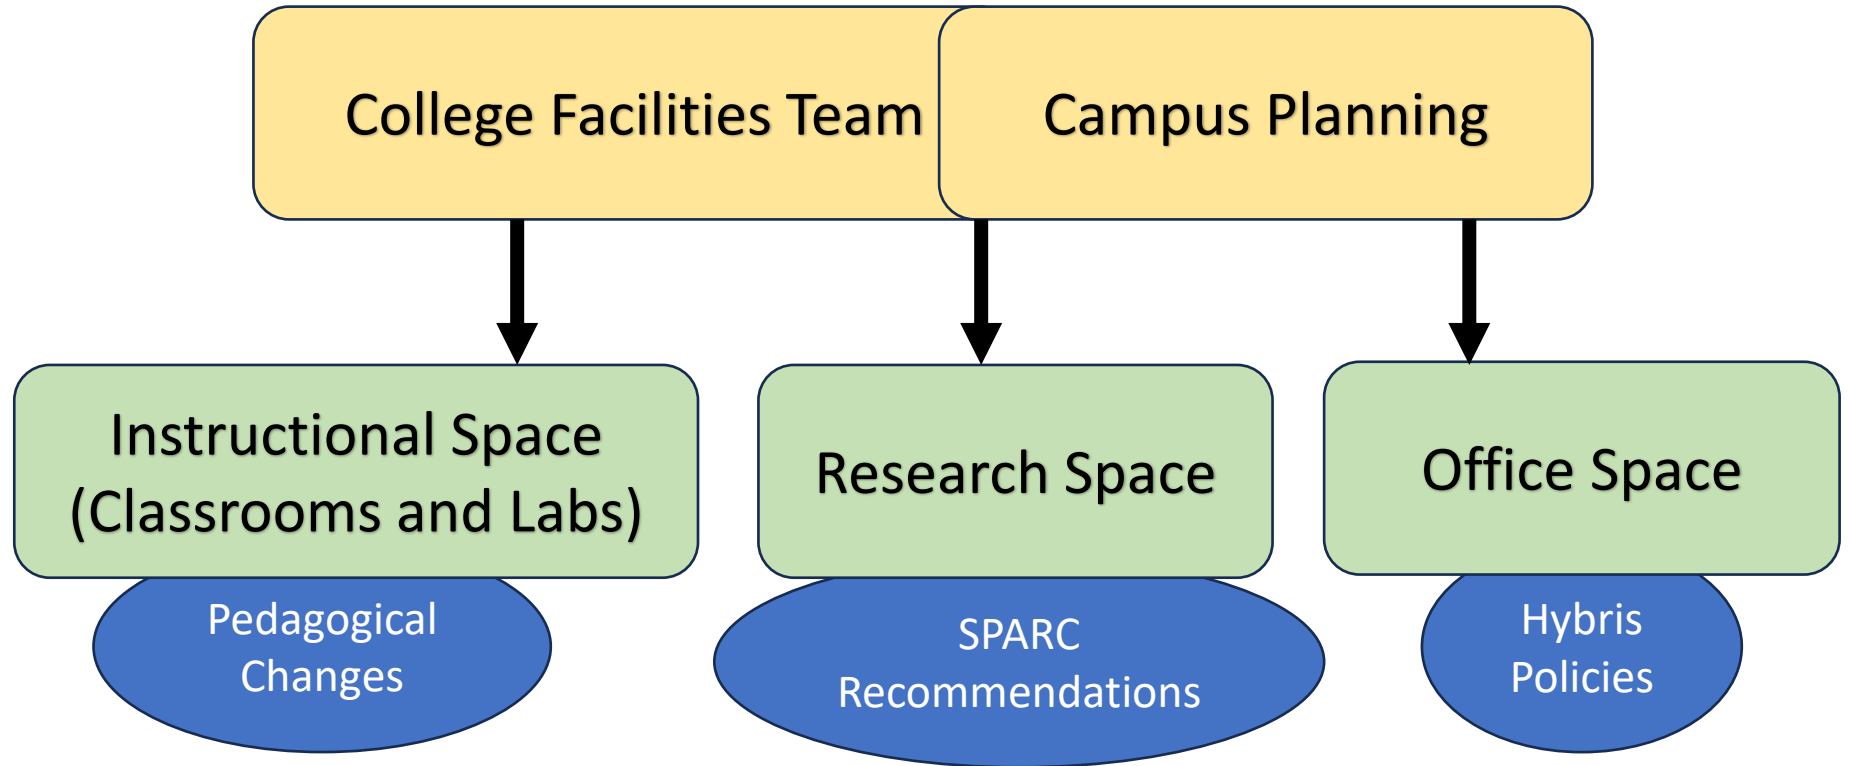 College Facilities Team
Campus Planning
Instructional Space
(Classrooms and Labs)
Research Space
Office Space
Pedagogical
Changes
SPARC
Recommendations
Hybris
Policies